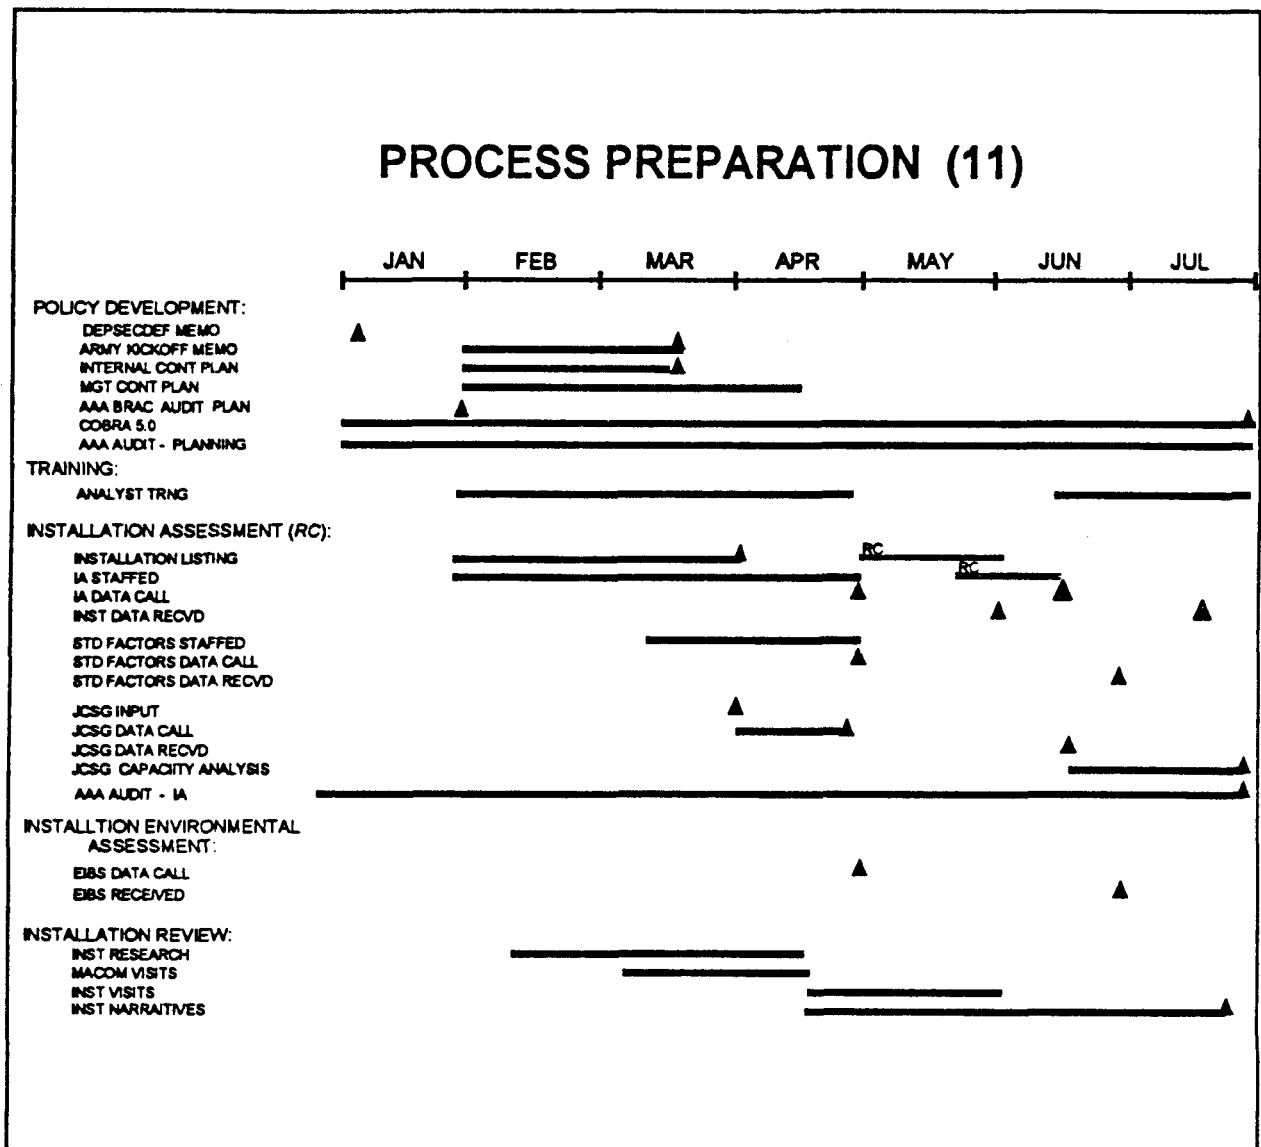 PROCESS PREPARATION (11)
JAN FEB MAR APR MAY JUN JUL
POLICY DEVELOPMENT:
DEPSECDEF MEMO
ARMY KICKOFF MEMO
INTERNAL CONT PLAN
MGT CONT PLAN
AAA BRAC AUDIT PLAN
COBRA 5.0
AAA AUDIT - PLANNING
TRAINING:
ANALYST TRNG
INSTALLATION ASSESSMENT (RC):
INSTALLATION LISTING RC
IA STAFFED RC
IA DATA CALL
INST DATA RECVD
STD FACTORS STAFFED
STD FACTORS DATA CALL
STD FACTORS DATA RECVD
JCSG INPUT
JCSG DATA CALL
JCSG DATA RECVD
JCSG CAPACITY ANALYSIS
AAA AUDIT - IA
INSTALLTION ENVIRONMENTAL
ASSESSMENT:
EIBS DATA CALL
EIBS RECEIVED
INSTALLATION REVIEW:
INST RESEARCH
MACOM VISITS
INST VISITS
INST NARRAITIVES